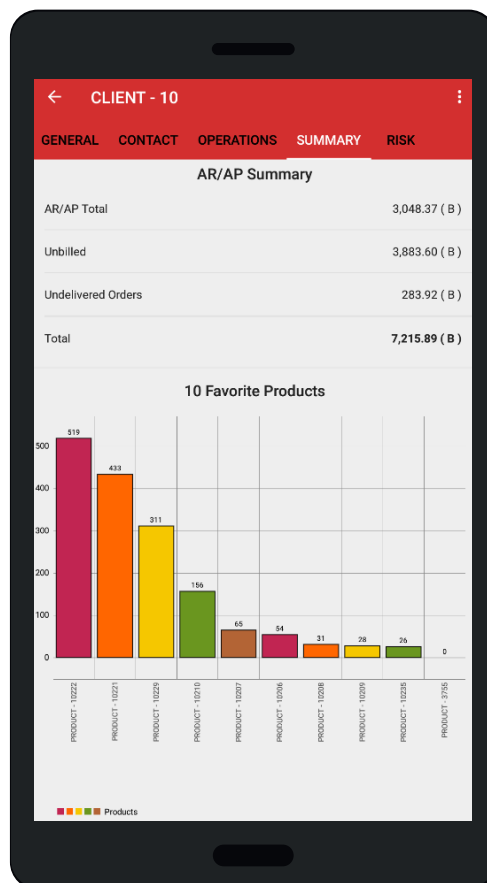 CLIENT - 10
GENERAL CONTACT OPERATIONS SUMMARY RISK
AR/AP Summary
AR/AP Total 3,048.37 ( B )
Unbilled 3,883.60 ( B )
Undelivered Orders 283.92 ( B )
Total 7,215.89 ( B )
10 Favorite Products
519
500
433
400
311
300
200
156
100
65
54
31
28
26
0
0
PRODUCT - 10222
PRODUCT - 10221
PRODUCT - 10229
PRODUCT - 10210
PRODUCT - 10207
PRODUCT - 10206
PRODUCT - 10208
PRODUCT - 10209
PRODUCT - 10235
PRODUCT - 3755
Products